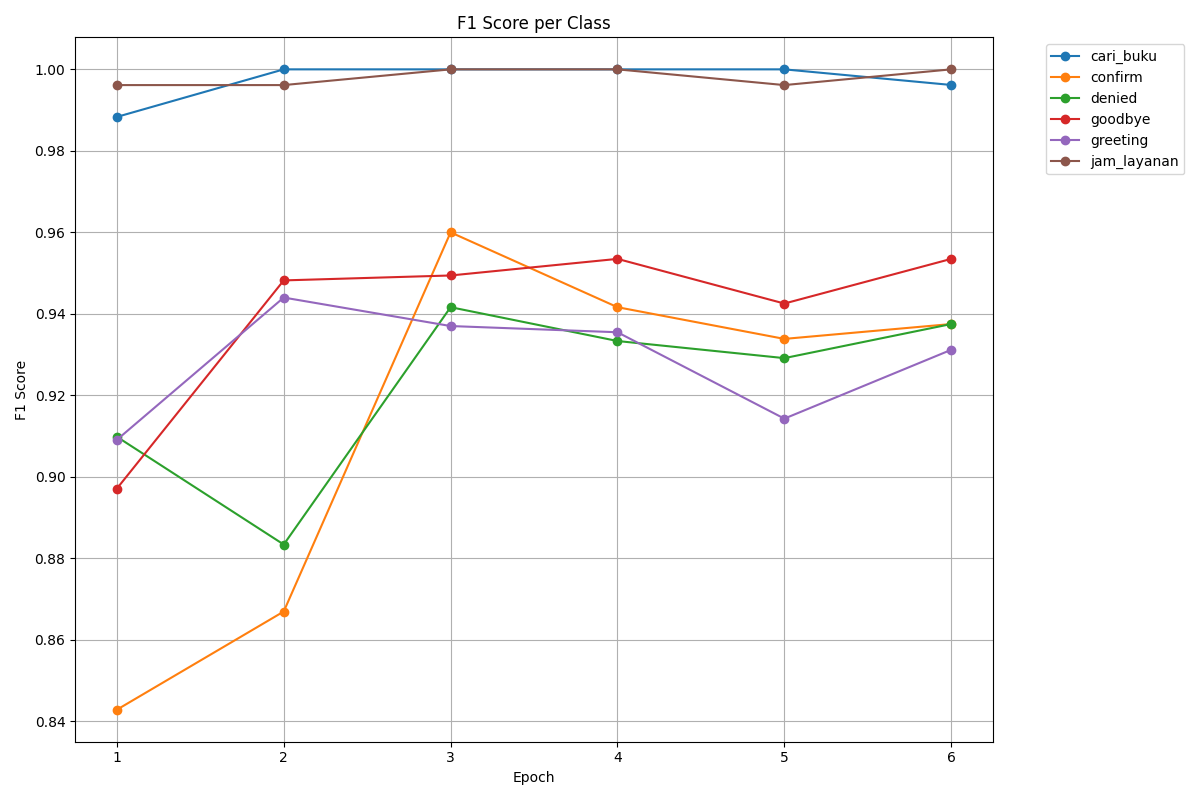 F1 Score per Class
cari_buku
confirm
denied
goodbye
greeting
jam_layanan
F1 Score
1.00
0.98
0.96
0.94
0.92
0.90
0.88
0.86
0.84
1 2 3 4 5 6
Epoch